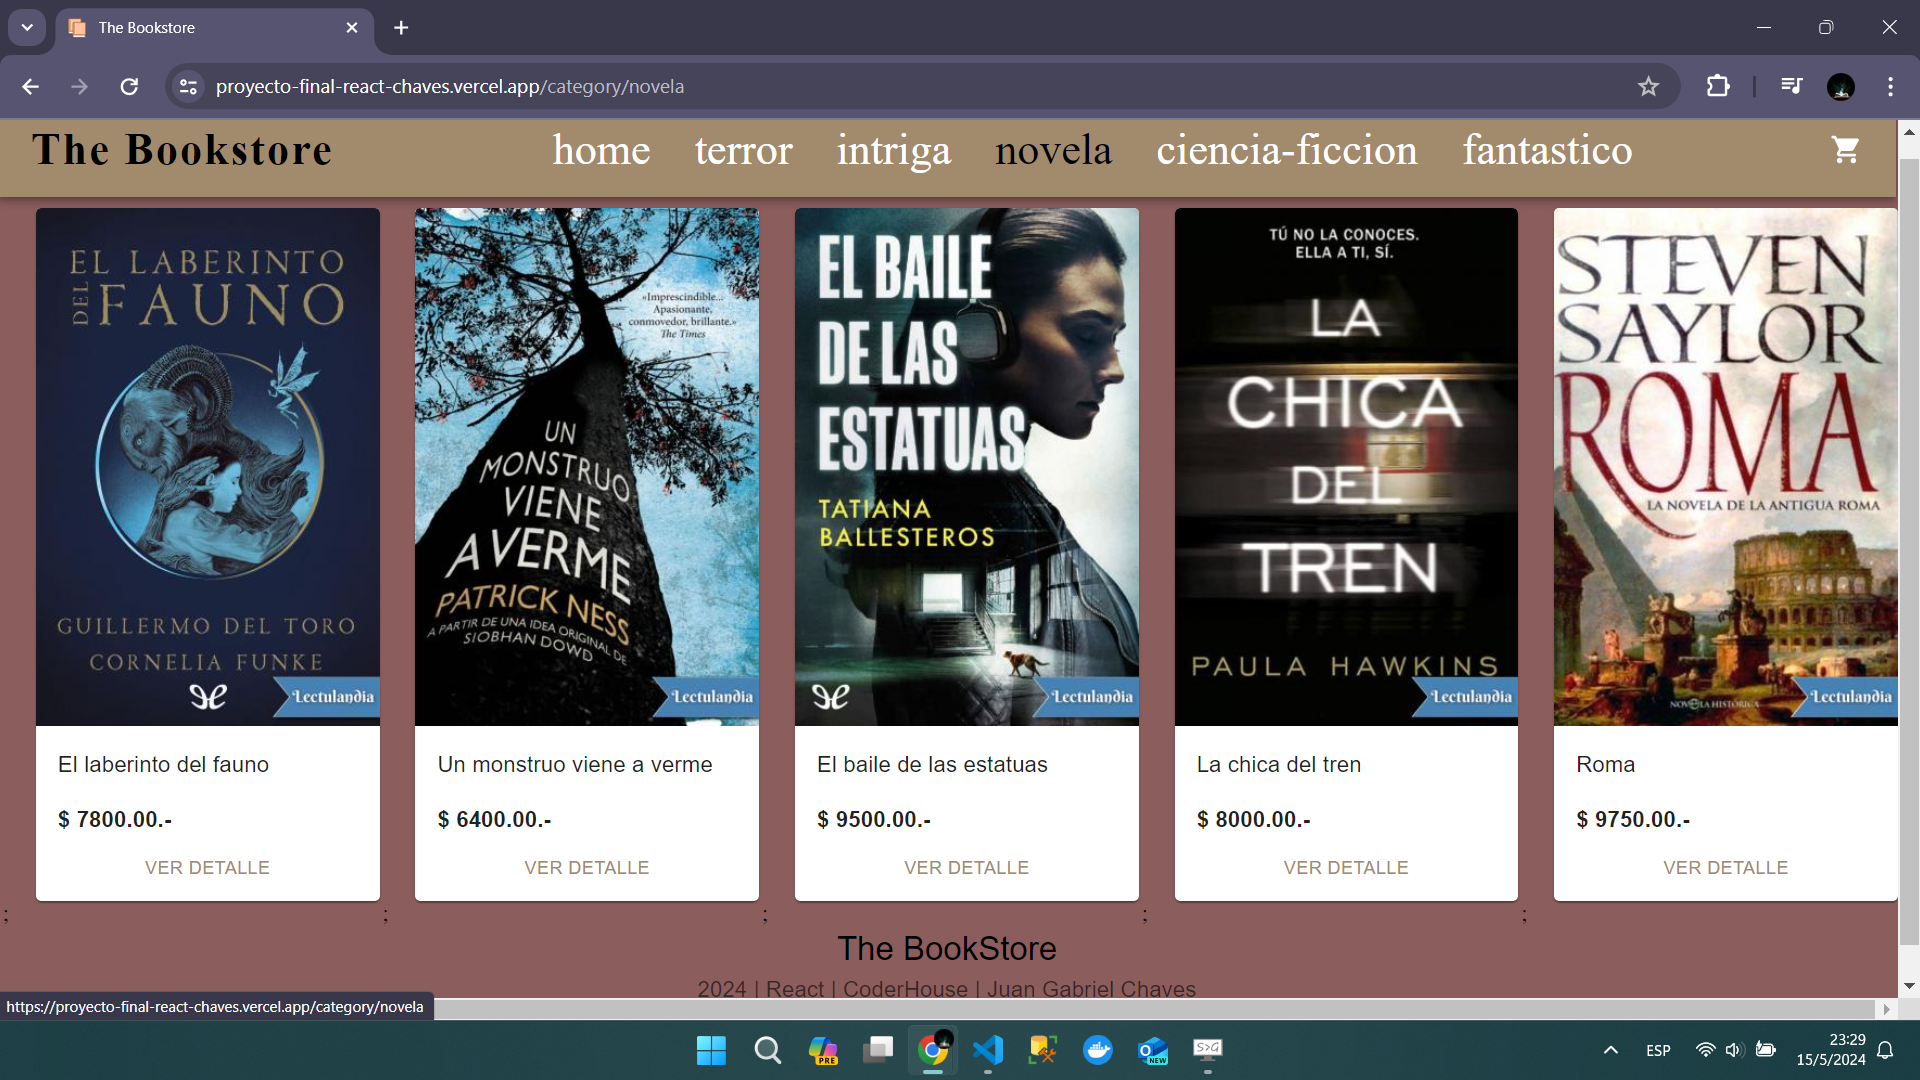 The Bookstore
proyecto-final-react-chaves.vercel.app/category/novela
The Bookstore
home terror intriga novela ciencia-ficcion fantastico
EL LABERINTO
DEL FAUNO
GUILLERMO DEL TORO
CORNELIA FUNKE
Lectulandia
El laberinto del fauno
$ 7800.00.-
VER DETALLE
«Imprescindible...
Apasionante,
conmovedor, brillante.»
The Times
UN
MONSTRUO
VIENE
A VERME
PATRICK NESS
A PARTIR DE UNA IDEA ORIGINAL DE
SIOBHAN DOWD
Lectulandia
Un monstruo viene a verme
$ 6400.00.-
VER DETALLE
EL BAILE
DE LAS
ESTATUAS
TATIANA
BALLESTEROS
Lectulandia
El baile de las estatuas
$ 9500.00.-
VER DETALLE
TÚ NO LA CONOCES.
ELLA A TI, SÍ.
LA
CHICA
DEL
TREN
PAULA HAWKINS
Lectulandia
La chica del tren
$ 8000.00.-
VER DETALLE
STEVEN
SAYLOR
ROMA
LA NOVELA DE LA ANTIGUA ROMA
NOVELA HISTÓRICA
Lectulandia
Roma
$ 9750.00.-
VER DETALLE
; ; ; ; ;
The BookStore
2024 | React | CoderHouse | Juan Gabriel Chaves
https://proyecto-final-react-chaves.vercel.app/category/novela
PRE
NEW
S>G
ESP
23:29
15/5/2024